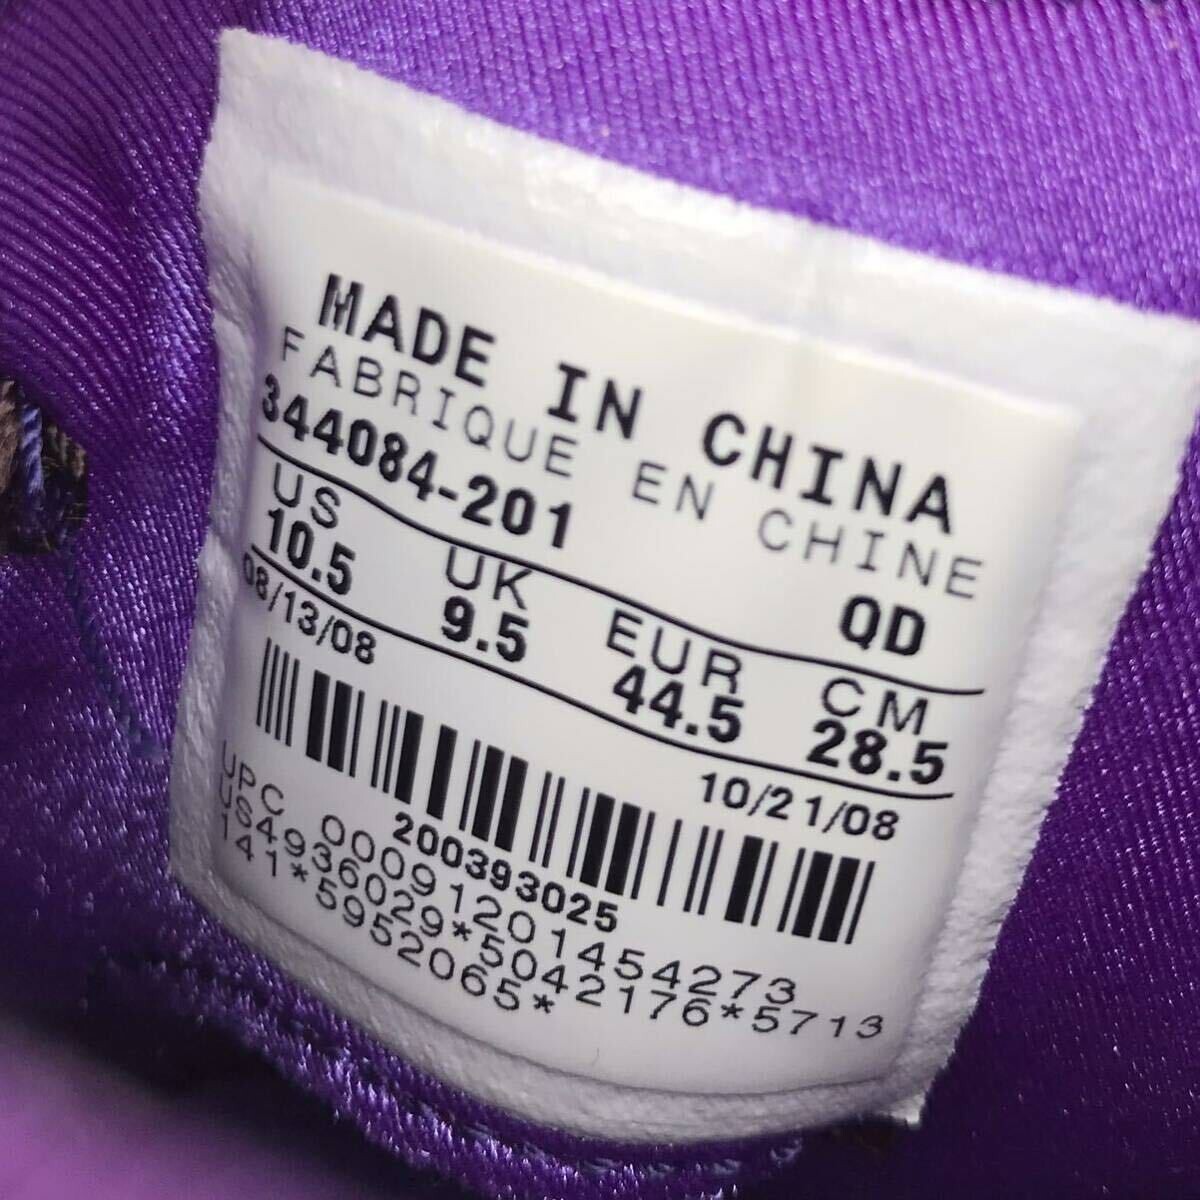 MADE IN CHINA
FABRIQUE EN CHINE
344084-201 QD
US UK EUR CM
10.5 9.5 44.5 28.5
08/13/08 10/21/08
200393025
UPC 00091201454273
US4936029*5042176*5713
141*5952065*